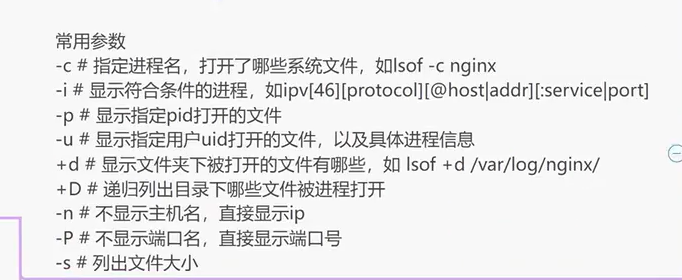 常用参数
-c # 指定进程名，打开了哪些系统文件，如lsof -c nginx
-i # 显示符合条件的进程，如ipv[46][protocol][@host|addr][:service|port]
-p # 显示指定pid打开的文件
-u # 显示指定用户uid打开的文件，以及具体进程信息
+d # 显示文件夹下被打开的文件有哪些，如 lsof +d /var/log/nginx/
+D # 递归列出目录下哪些文件被进程打开
-n # 不显示主机名，直接显示ip
-P # 不显示端口名，直接显示端口号
-s # 列出文件大小